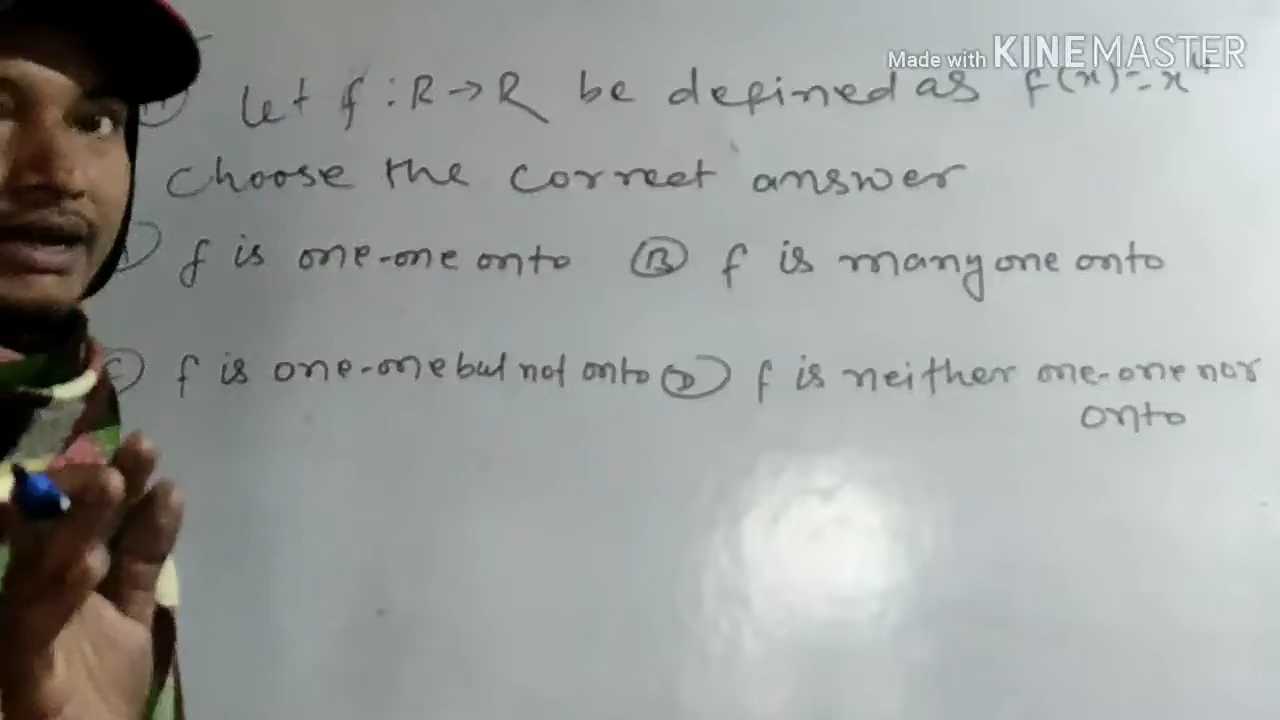 Made with KINEMASTER
Let f : R → R be defined as f(x) = x⁴
Choose the correct answer
f is one-one onto (B) f is many one onto
(C) f is one-one but not onto (D) f is neither one-one nor
onto